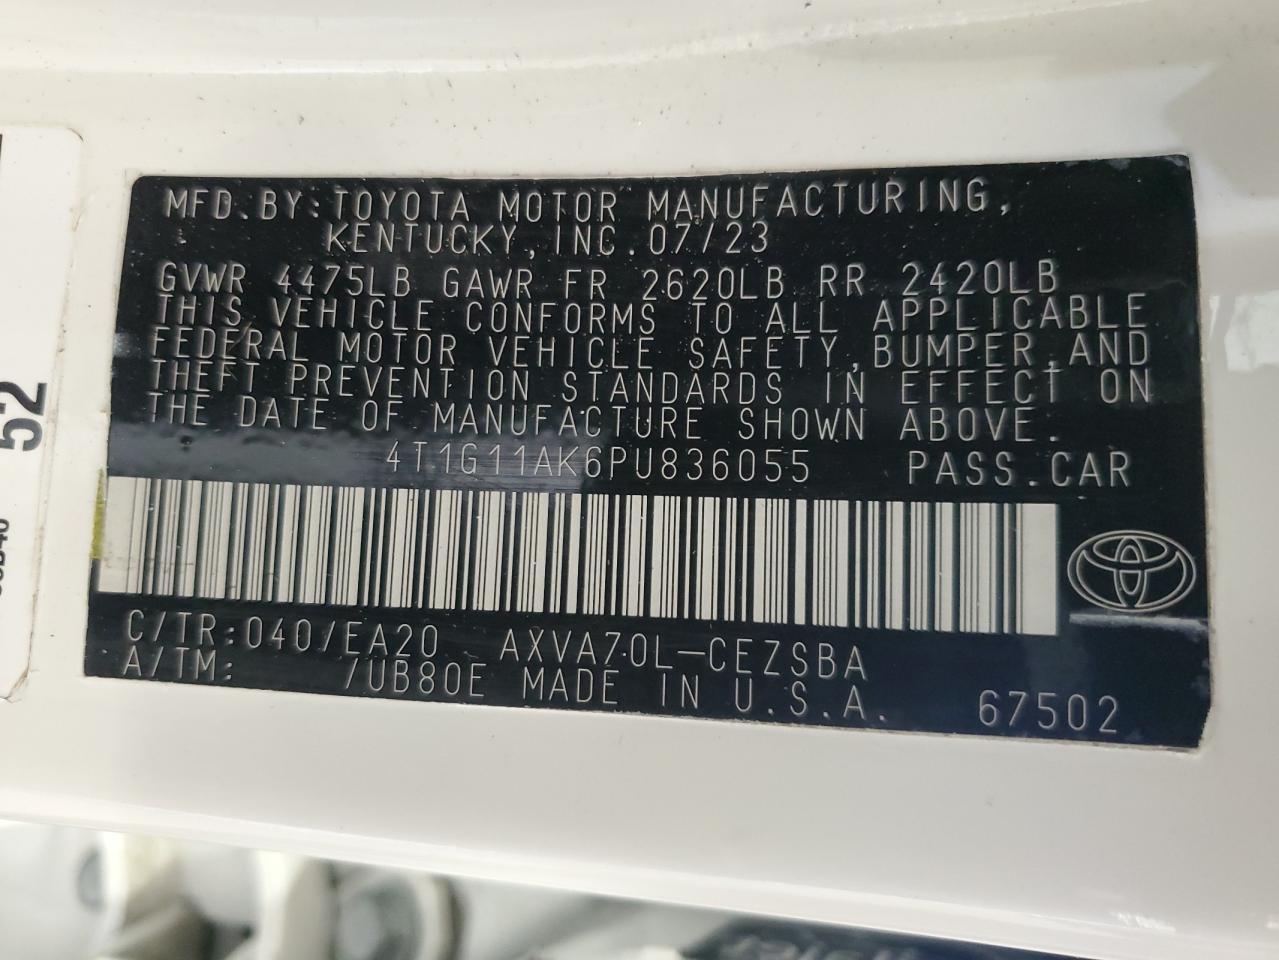 MFD.BY:TOYOTA MOTOR MANUFACTURING,
KENTUCKY,INC.07/23
GVWR 4475LB GAWR FR 2620LB RR 2420LB
THIS VEHICLE CONFORMS TO ALL APPLICABLE
FEDERAL MOTOR VEHICLE SAFETY,BUMPER,AND
THEFT PREVENTION STANDARDS IN EFFECT ON
THE DATE OF MANUFACTURE SHOWN ABOVE.
4T1G11AK6PU836055 PASS.CAR
C/TR:040/EA20 AXVA70L-CEZSBA
A/TM: /UB80E MADE IN U.S.A. 67502
52